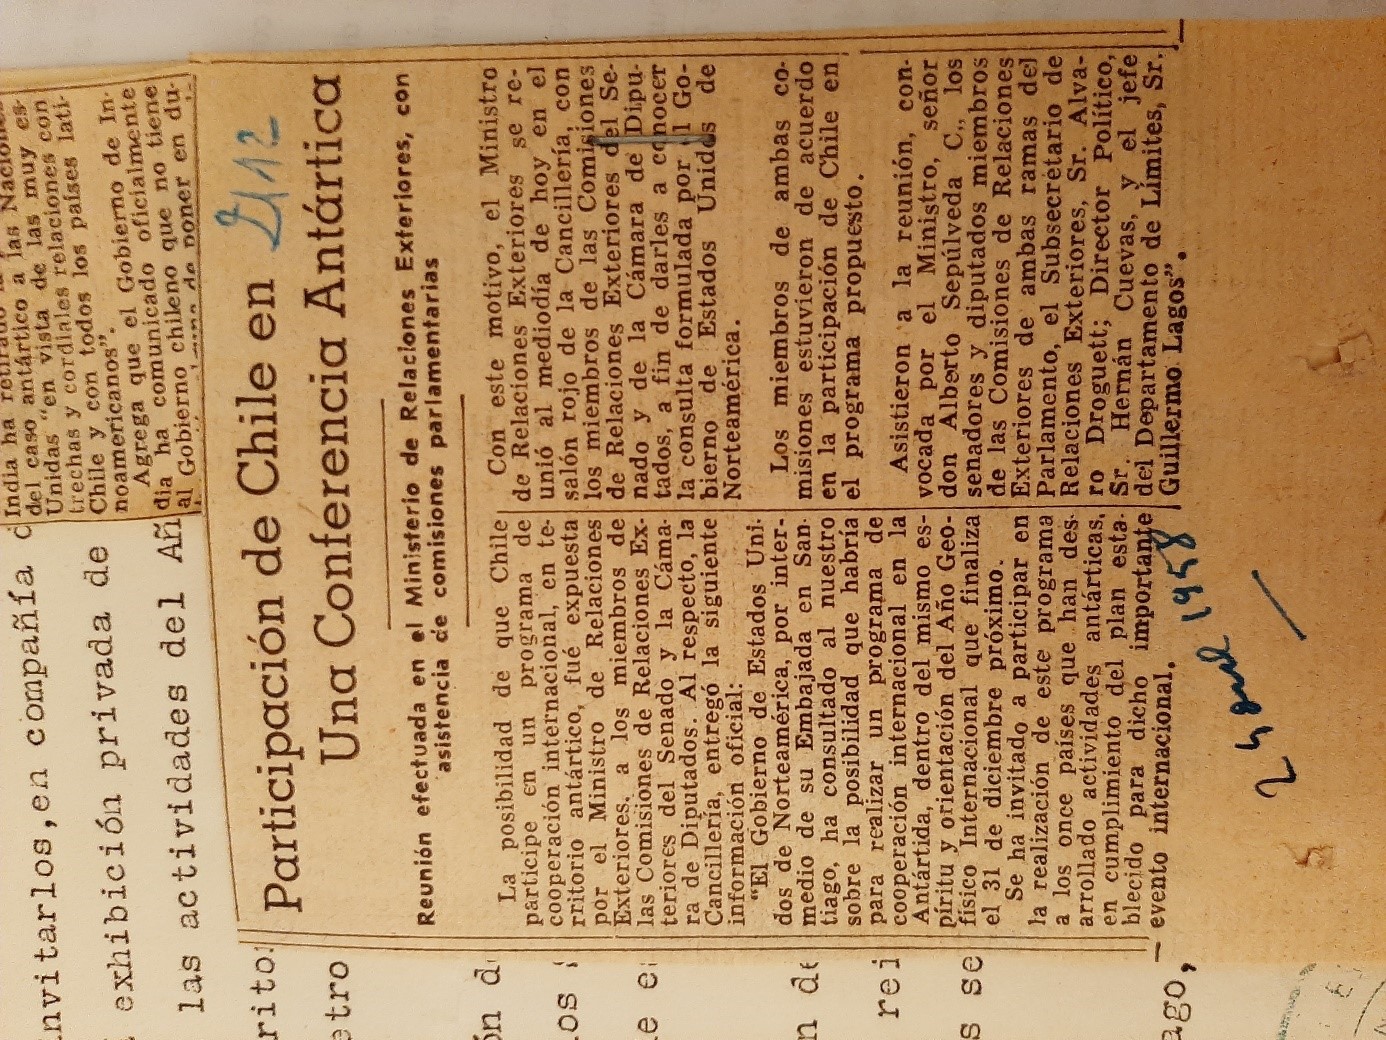 nvitarlos,en compañía d
exhibición privada de
las actividades del Añ
India ha retirado
del caso antártico a las Naciones
Unidas "en vista de las muy es-
trechas y cordiales relaciones con
Chile y con todos los países lati-
noamericanos".
Agrega que el Gobierno de In-
dia ha comunicado oficialmente
al Gobierno chileno que no tiene
de poner en du-
2112
Participación de Chile en
Una Conferencia Antártica
Reunión efectuada en el Ministerio de Relaciones Exteriores, con
asistencia de comisiones parlamentarias
La posibilidad de que Chile
participe en un programa de
cooperación internacional, en te-
rritorio antártico, fué expuesta
por el Ministro de Relaciones
Exteriores, a los miembros de
las Comisiones de Relaciones Ex-
teriores del Senado y la Cáma-
ra de Diputados. Al respecto, la
Cancillería, entregó la siguiente
información oficial:
"El Gobierno de Estados Uni-
dos de Norteamérica, por inter-
medio de su Embajada en San-
tiago, ha consultado al nuestro
sobre la posibilidad que habría
para realizar un programa de
cooperación internacional en la
Antártida, dentro del mismo es-
píritu y orientación del Año Geo-
físico Internacional que finaliza
el 31 de diciembre próximo.
Se ha invitado a participar en
la realización de este programa
a los once países que han des-
arrollado actividades antárticas,
en cumplimiento del plan esta-
blecido para dicho importante
evento internacional.
Con este motivo, el Ministro
de Relaciones Exteriores se re-
unió al mediodía de hoy en el
salón rojo de la Cancillería, con
los miembros de las Comisiones
de Relaciones Exteriores del Se-
nado y de la Cámara de Dipu-
tados, a fin de darles a conocer
la consulta formulada por el Go-
bierno de Estados Unidos de
Norteamérica.
Los miembros de ambas co-
misiones estuvieron de acuerdo
en la participación de Chile en
el programa propuesto.
Asistieron a la reunión, con-
vocada por el Ministro, señor
don Alberto Sepúlveda C., los
senadores y diputados miembros
de las Comisiones de Relaciones
Exteriores de ambas ramas del
Parlamento, el Subsecretario de
Relaciones Exteriores, Sr. Alva-
ro Droguett; Director Político,
Sr. Hernán Cuevas, y el jefe
del Departamento de Límites, Sr.
Guillermo Lagos".
1958
rito
etro
ón d
los
e e
n de
rei
s se
ago,